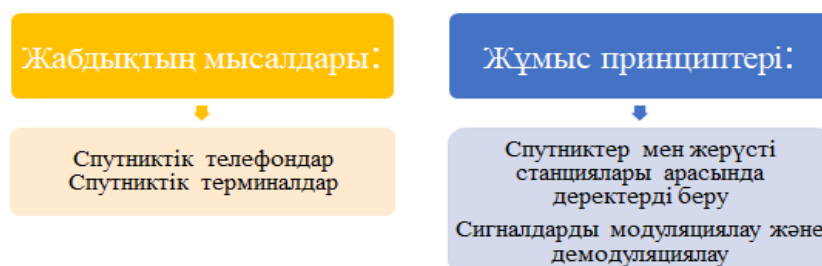 Жабдықтың мысалдары:
Спутниктік телефондар
Спутниктік терминалдар
Жұмыс принциптері:
Спутниктер мен жерүсті
станциялары арасында
деректерді беру
Сигналдарды модуляциялау және
демодуляциялау